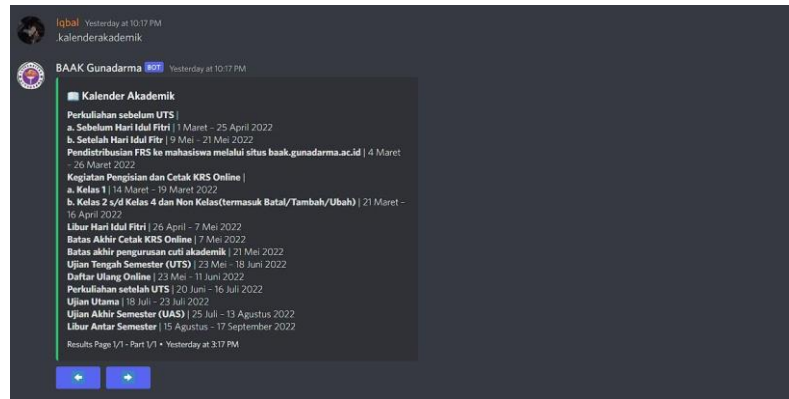 Iqbal Yesterday at 10:17 PM
.kalenderakademik
BAAK Gunadarma BOT Yesterday at 10:17 PM
Kalender Akademik
Perkuliahan sebelum UTS |
a. Sebelum Hari Idul Fitri | 1 Maret - 25 April 2022
b. Setelah Hari Idul Fitr | 9 Mei - 21 Mei 2022
Pendistribusian FRS ke mahasiswa melalui situs baak.gunadarma.ac.id | 4 Maret
- 26 Maret 2022
Kegiatan Pengisian dan Cetak KRS Online |
a. Kelas 1 | 14 Maret - 19 Maret 2022
b. Kelas 2 s/d Kelas 4 dan Non Kelas(termasuk Batal/Tambah/Ubah) | 21 Maret -
16 April 2022
Libur Hari Idul Fitri | 26 April - 7 Mei 2022
Batas Akhir Cetak KRS Online | 7 Mei 2022
Batas akhir pengurusan cuti akademik | 21 Mei 2022
Ujian Tengah Semester (UTS) | 23 Mei - 18 Juni 2022
Daftar Ulang Online | 23 Mei - 11 Juni 2022
Perkuliahan setelah UTS | 20 Juni - 16 Juli 2022
Ujian Utama | 18 Juli - 23 Juli 2022
Ujian Akhir Semester (UAS) | 25 Juli - 13 Agustus 2022
Libur Antar Semester | 15 Agustus - 17 September 2022
Results Page 1/1 - Part 1/1 • Yesterday at 3:17 PM